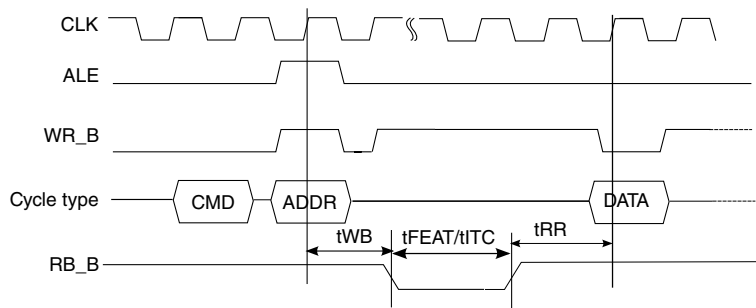 CLK
ALE
WR_B
Cycle type CMD ADDR DATA
tWB tFEAT/tITC tRR
RB_B